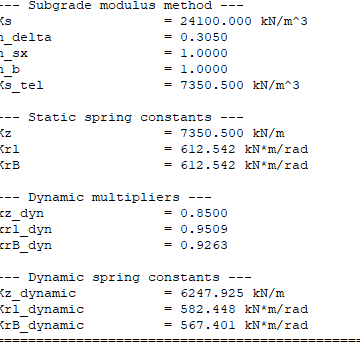 --- Subgrade modulus method ---
Ks = 24100.000 kN/m^3
n_delta = 0.3050
n_sx = 1.0000
n_b = 1.0000
Ks_tel = 7350.500 kN/m^3
--- Static spring constants ---
Kz = 7350.500 kN/m
Krl = 612.542 kN*m/rad
KrB = 612.542 kN*m/rad
--- Dynamic multipliers ---
kz_dyn = 0.8500
krl_dyn = 0.9509
krB_dyn = 0.9263
--- Dynamic spring constants ---
Kz_dynamic = 6247.925 kN/m
Krl_dynamic = 582.448 kN*m/rad
KrB_dynamic = 567.401 kN*m/rad